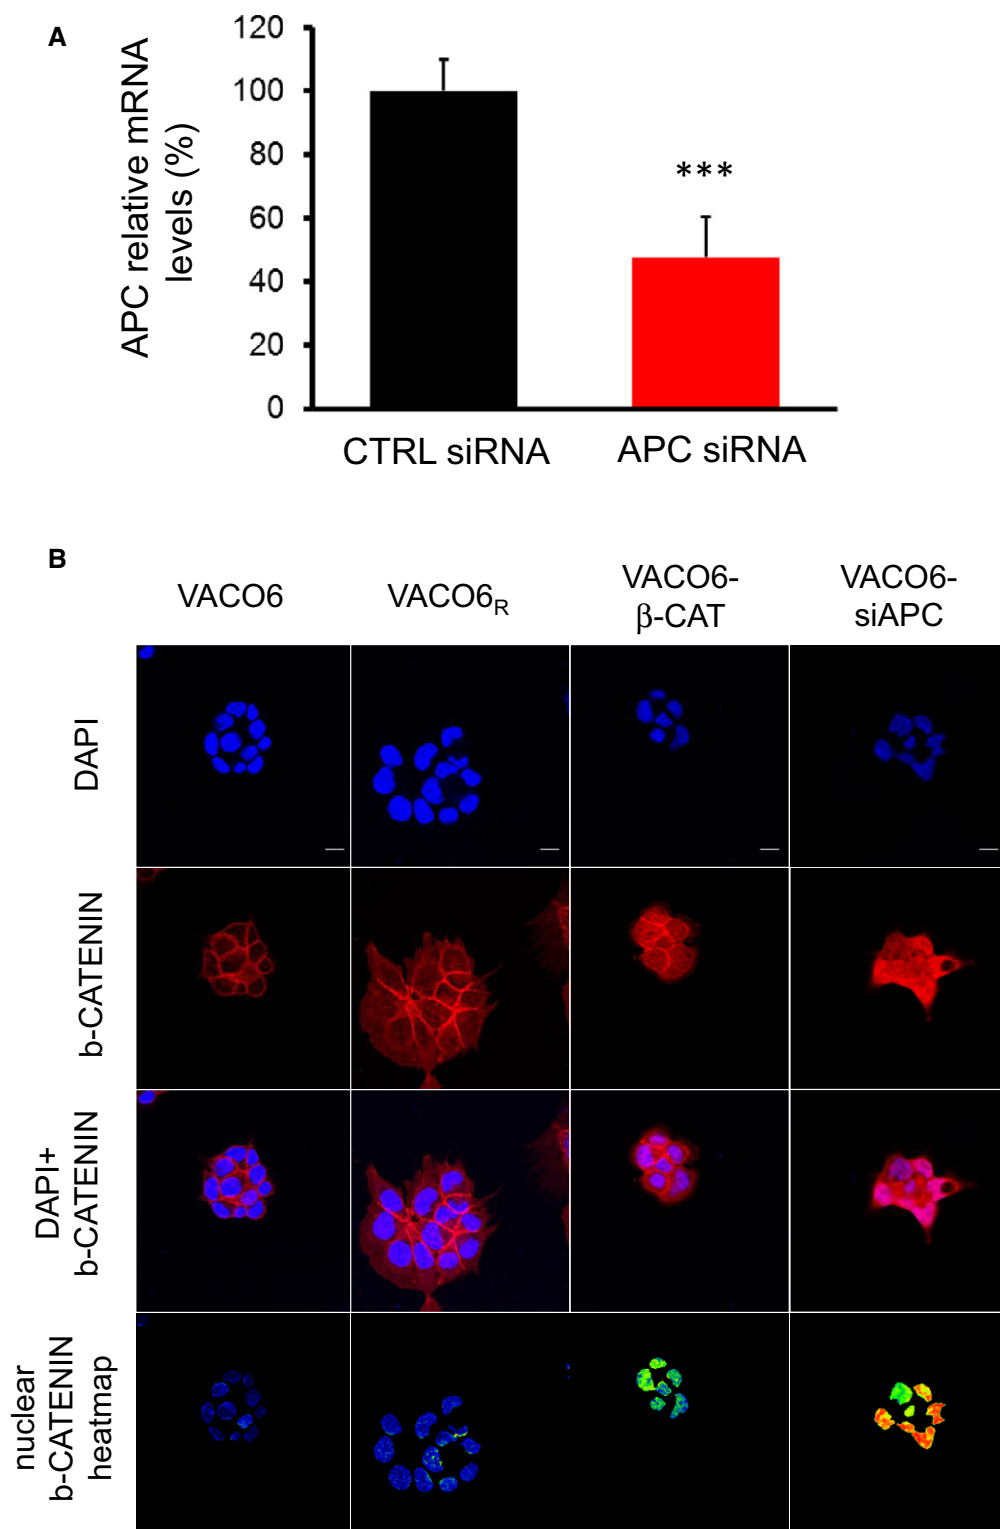 A
APC relative mRNA
levels (%)
120
100
80
60
40
20
0
***
CTRL siRNA
APC siRNA
B
VACO6
VACO6R
VACO6-
β-CAT
VACO6-
siAPC
DAPI
b-CATENIN
DAPI+
b-CATENIN
nuclear
b-CATENIN
heatmap